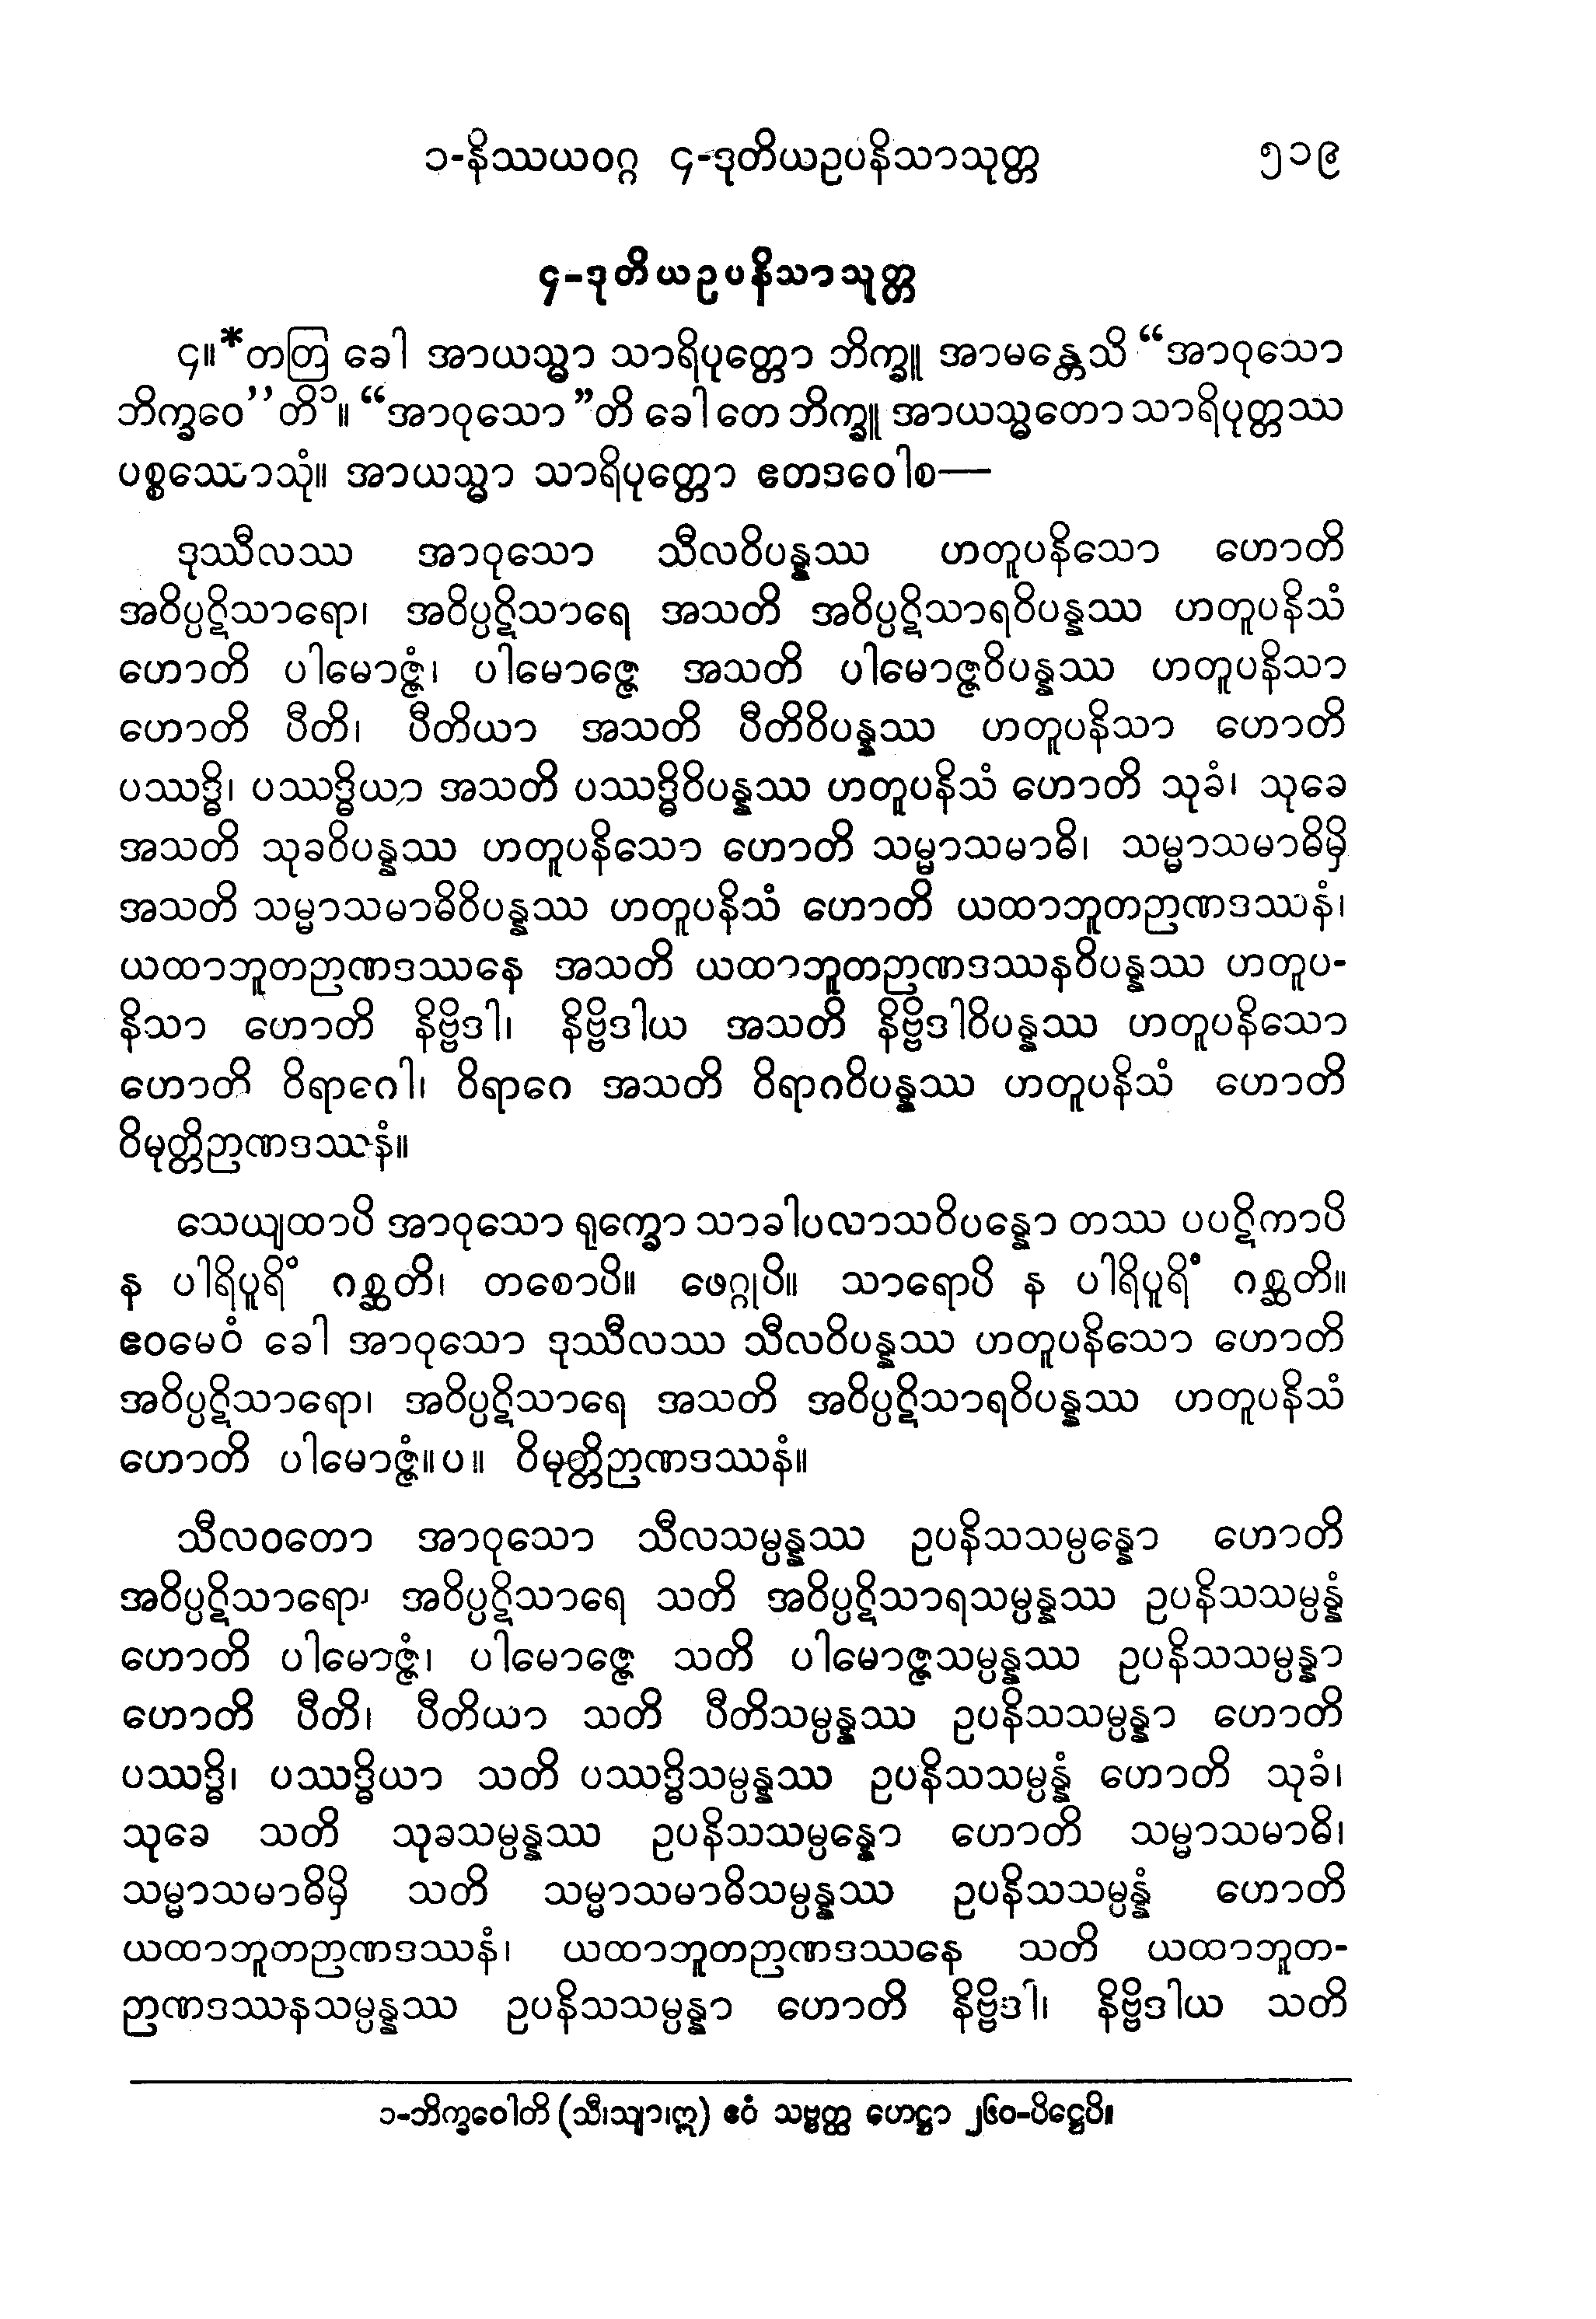 ၁-နိဿယဝဂ္ဂ ၄-ဒုတိယဥပနိသာသုတ္တ ၅၁၉
၄-ဒုတိယဥပနိသာသုတ္တ
၄။*တတြ ခေါ အာယသ္မာ သာရိပုတ္တော ဘိက္ခူ အာမန္တေသိ “အာဝုသော
ဘိက္ခဝေ’’တိ၁။ “အာဝုသော”တိ ခေါ တေ ဘိက္ခူ အာယသ္မတော သာရိပုတ္တဿ
ပစ္စဿောသုံ။ အာယသ္မာ သာရိပုတ္တော ဧတဒဝေါစ—
ဒုဿီလဿ အာဝုသော သီလဝိပန္နဿ ဟတူပနိသော ဟောတိ
အဝိပ္ပဋိသာရော၊ အဝိပ္ပဋိသာရေ အသတိ အဝိပ္ပဋိသာရဝိပန္နဿ ဟတူပနိသံ
ဟောတိ ပါမောဇ္ဇံ၊ ပါမောဇ္ဇေ အသတိ ပါမောဇ္ဇဝိပန္နဿ ဟတူပနိသာ
ဟောတိ ပီတိ၊ ပီတိယာ အသတိ ပီတိဝိပန္နဿ ဟတူပနိသာ ဟောတိ
ပဿဒ္ဓိ၊ ပဿဒ္ဓိယာ အသတိ ပဿဒ္ဓိဝိပန္နဿ ဟတူပနိသံ ဟောတိ သုခံ၊ သုခေ
အသတိ သုခဝိပန္နဿ ဟတူပနိသော ဟောတိ သမ္မာသမာဓိ၊ သမ္မာသမာဓိမှိ
အသတိ သမ္မာသမာဓိဝိပန္နဿ ဟတူပနိသံ ဟောတိ ယထာဘူတဉာဏဒဿနံ၊
ယထာဘူတဉာဏဒဿနေ အသတိ ယထာဘူတဉာဏဒဿနဝိပန္နဿ ဟတူပ-
နိသာ ဟောတိ နိဗ္ဗိဒါ၊ နိဗ္ဗိဒါယ အသတိ နိဗ္ဗိဒါဝိပန္နဿ ဟတူပနိသော
ဟောတိ ဝိရာဂေါ၊ ဝိရာဂေ အသတိ ဝိရာဂဝိပန္နဿ ဟတူပနိသံ ဟောတိ
ဝိမုတ္တိဉာဏဒဿနံ။
သေယျထာပိ အာဝုသော ရုက္ခော သာခါပလာသဝိပန္နော တဿ ပပဋိကာပိ
န ပါရိပူရိံ ဂစ္ဆတိ၊ တစောပိ။ ဖေဂ္ဂုပိ။ သာရောပိ န ပါရိပူရိံ ဂစ္ဆတိ။
ဧဝမေဝံ ခေါ အာဝုသော ဒုဿီလဿ သီလဝိပန္နဿ ဟတူပနိသော ဟောတိ
အဝိပ္ပဋိသာရော၊ အဝိပ္ပဋိသာရေ အသတိ အဝိပ္ပဋိသာရဝိပန္နဿ ဟတူပနိသံ
ဟောတိ ပါမောဇ္ဇံ။ပ။ ဝိမုတ္တိဉာဏဒဿနံ။
သီလဝတော အာဝုသော သီလသမ္ပန္နဿ ဥပနိသသမ္ပန္နော ဟောတိ
အဝိပ္ပဋိသာရော၊ အဝိပ္ပဋိသာရေ သတိ အဝိပ္ပဋိသာရသမ္ပန္နဿ ဥပနိသသမ္ပန္နံ
ဟောတိ ပါမောဇ္ဇံ၊ ပါမောဇ္ဇေ သတိ ပါမောဇ္ဇသမ္ပန္နဿ ဥပနိသသမ္ပန္နာ
ဟောတိ ပီတိ၊ ပီတိယာ သတိ ပီတိသမ္ပန္နဿ ဥပနိသသမ္ပန္နာ ဟောတိ
ပဿဒ္ဓိ၊ ပဿဒ္ဓိယာ သတိ ပဿဒ္ဓိသမ္ပန္နဿ ဥပနိသသမ္ပန္နံ ဟောတိ သုခံ၊
သုခေ သတိ သုခသမ္ပန္နဿ ဥပနိသသမ္ပန္နော ဟောတိ သမ္မာသမာဓိ၊
သမ္မာသမာဓိမှိ သတိ သမ္မာသမာဓိသမ္ပန္နဿ ဥပနိသသမ္ပန္နံ ဟောတိ
ယထာဘူတဉာဏဒဿနံ၊ ယထာဘူတဉာဏဒဿနေ သတိ ယထာဘူတ-
ဉာဏဒဿနသမ္ပန္နဿ ဥပနိသသမ္ပန္နာ ဟောတိ နိဗ္ဗိဒါ၊ နိဗ္ဗိဒါယ သတိ
၁-ဘိက္ခဝေါတိ (သီ၊သျာ၊ဣ) ဧဝံ သဗ္ဗတ္ထ ဟေဋ္ဌာ ၂၆၀-ပိဋ္ဌေပိ။